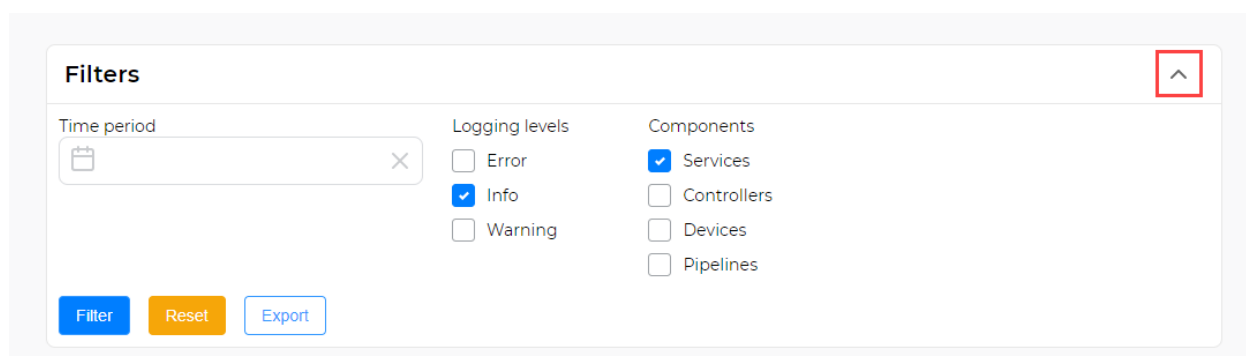 Filters
Time period
Logging levels
Error
Info
Warning
Components
Services
Controllers
Devices
Pipelines
Filter
Reset
Export